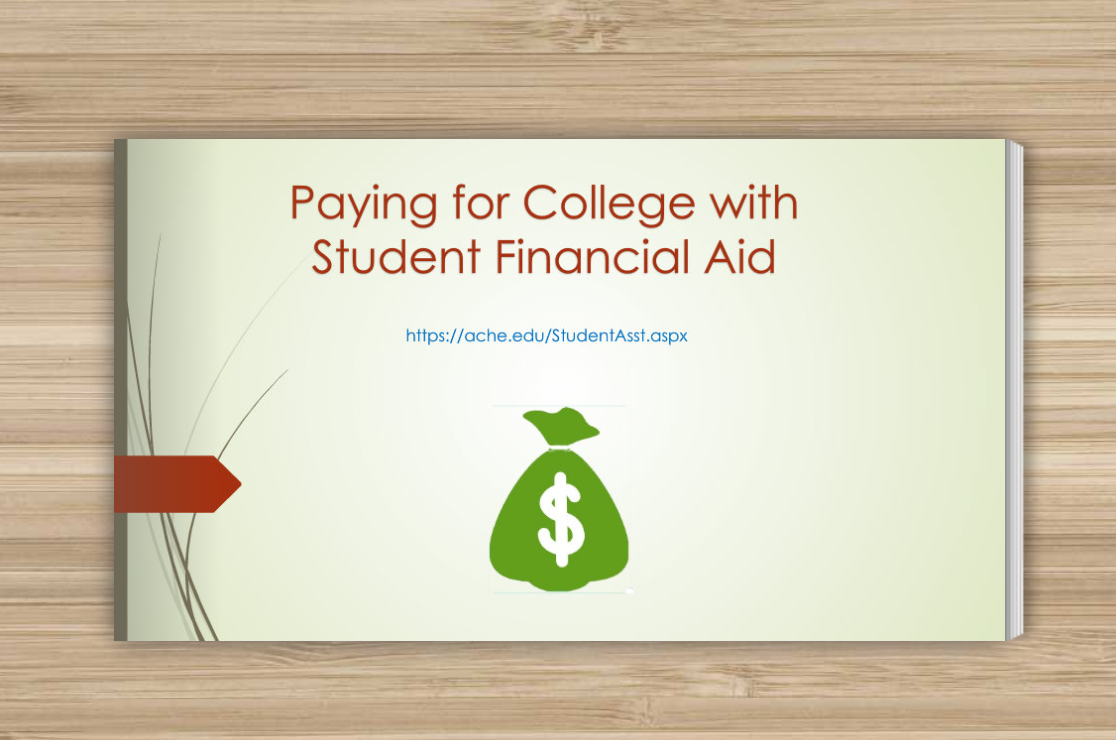 Paying for College with
Student Financial Aid
https://ache.edu/StudentAsst.aspx
$